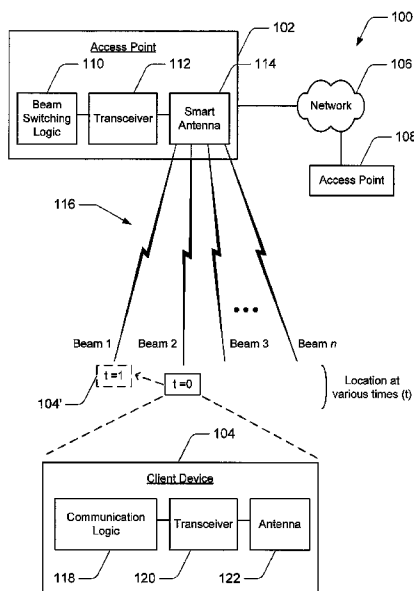 100
102
Access Point
110
112
114
106
Beam
Switching
Logic
Transceiver
Smart
Antenna
Network
108
Access Point
116
Beam 1
Beam 2
Beam 3
Beam n
104'
t =1
t=0
Location at
various times (t)
104
Client Device
Communication
Logic
Transceiver
Antenna
118
120
122